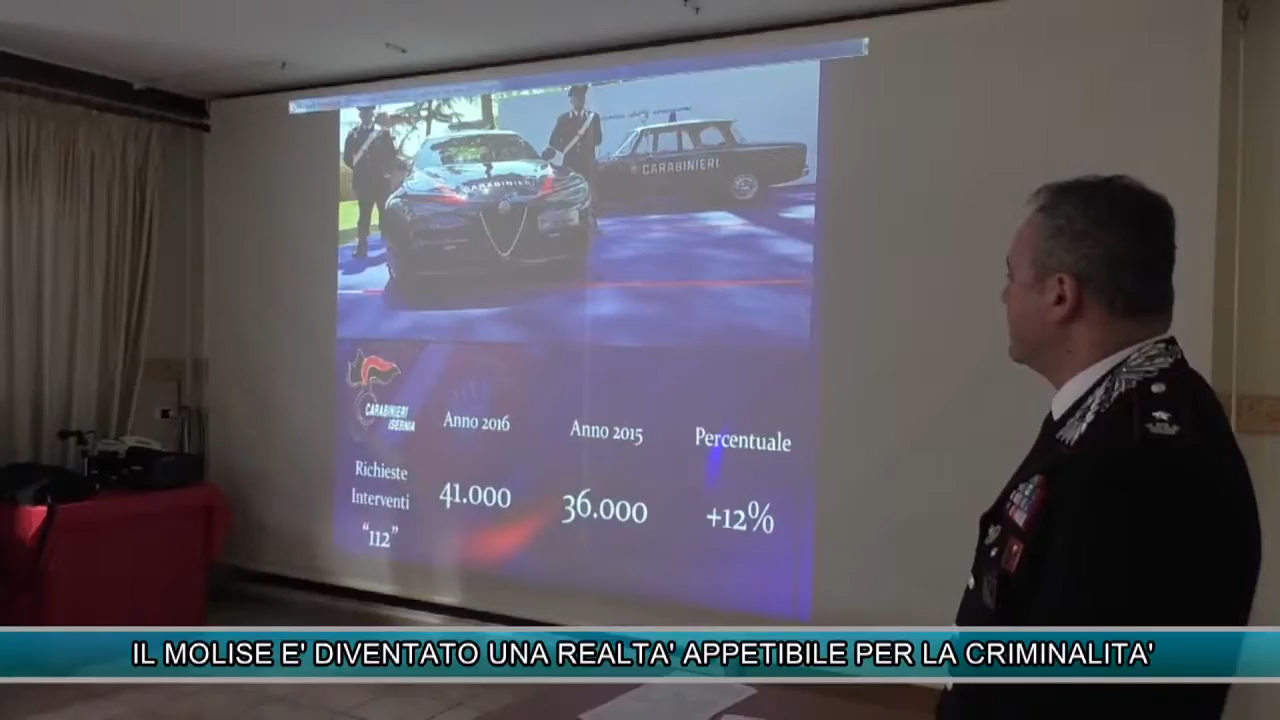 CARABINIERI
CARABINIERI
CARABINIERI
ISERNIA
Anno 2016
Anno 2015
Percentuale
Richieste
Interventi
“112”
41.000
36.000
+12%
IL MOLISE E' DIVENTATO UNA REALTA' APPETIBILE PER LA CRIMINALITA'